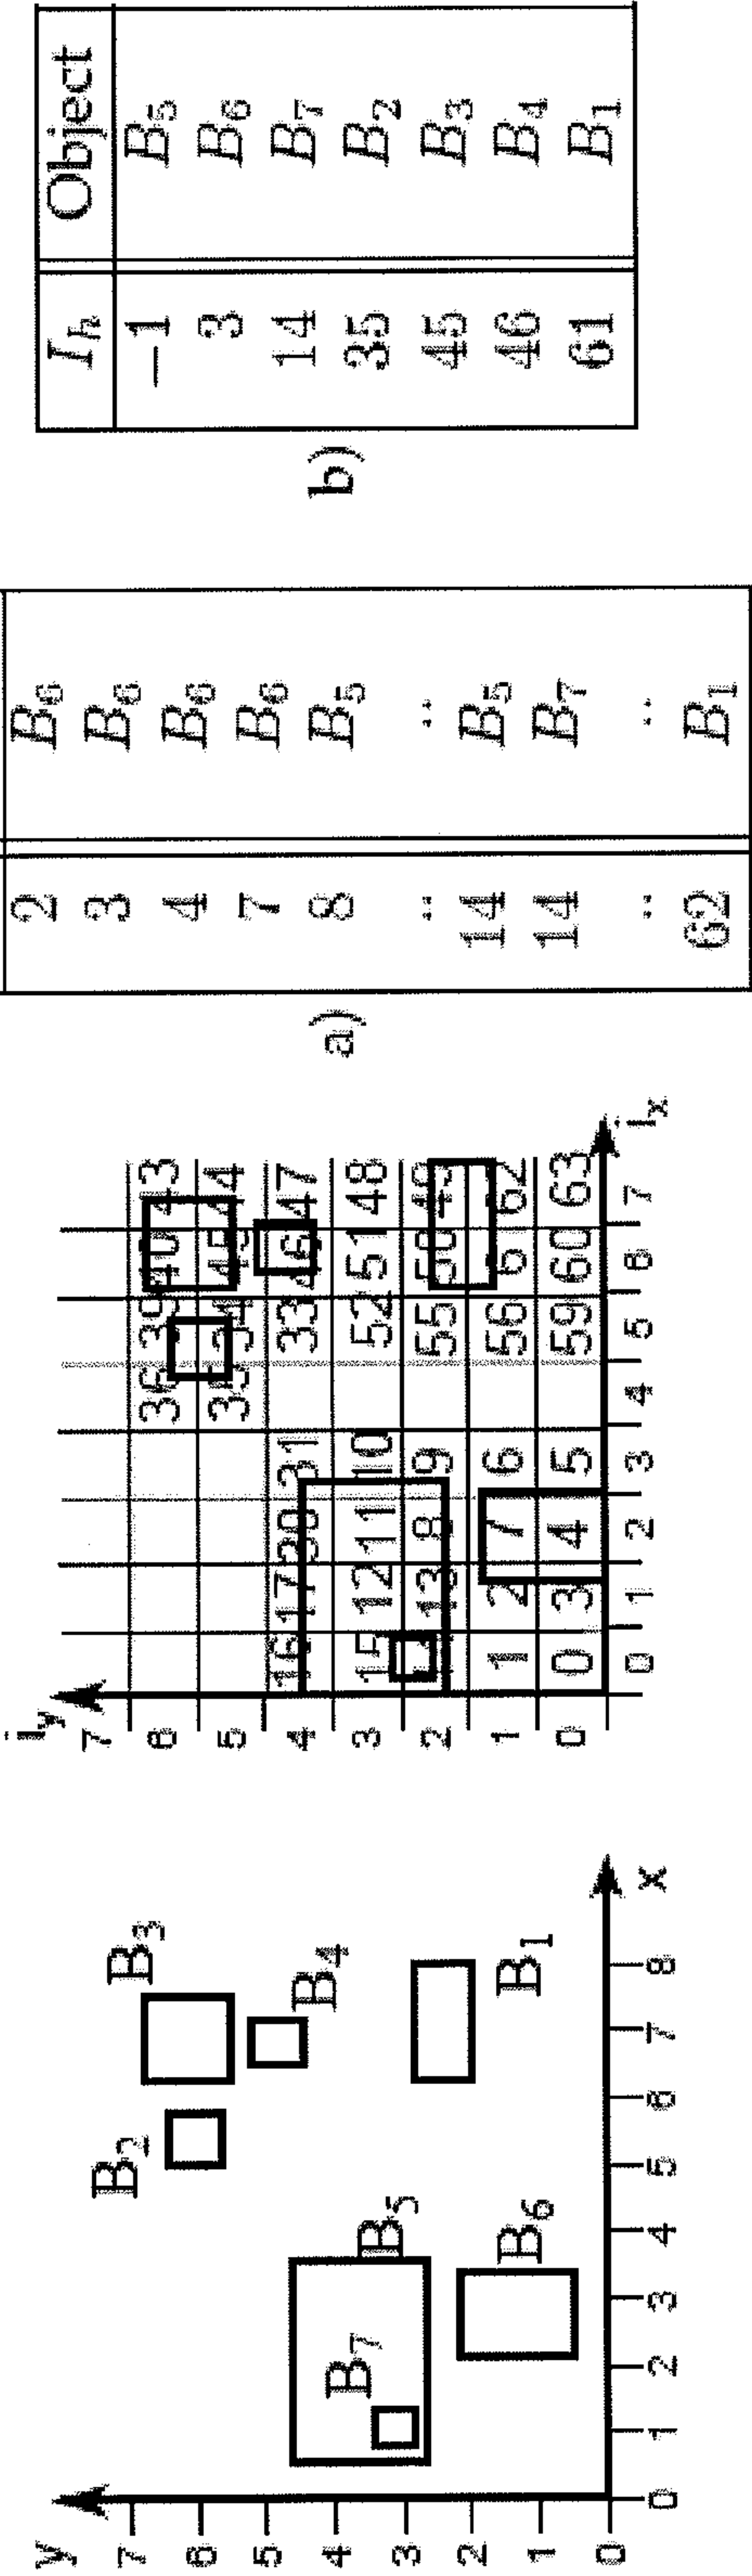 y
7
6
5
4
3
2
1
0
B3
B2
B4
B5
B7
B1
B6
0 1 2 3 4 5 6 7 8
x
iy
7
6 36 39 40 43
5 35 34 45 44
4 16 17 30 31 33 46 47
3 15 12 11 10 52 51 48
2 13 8 9 55 50 49
1 1 2 7 6 56 62
0 0 3 4 5 59 60 63
0 1 2 3 4 5 6 7
ix
2 B6
3 B6
4 B6
7 B6
8 B5
.. ..
14 B5
14 B7
.. ..
62 B1
a)
Ih Object
−1 B5
3 B6
14 B7
35 B2
45 B3
46 B4
61 B1
b)